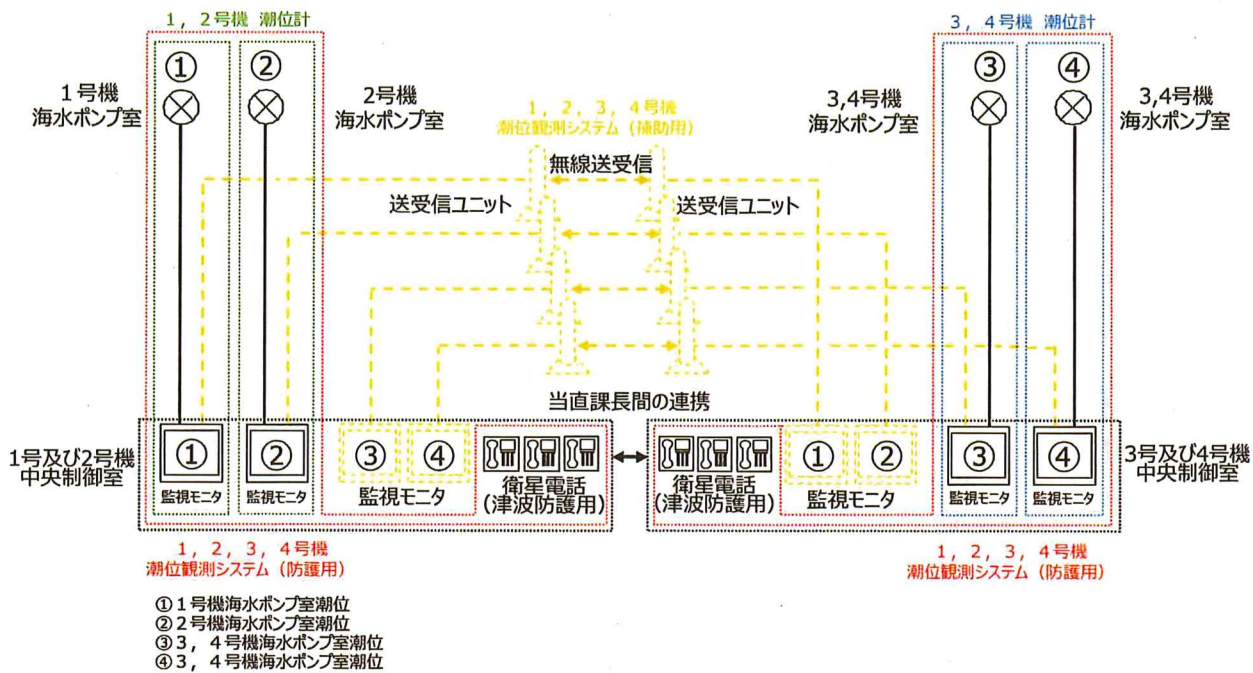 1，2号機 潮位計
3，4号機 潮位計
①
②
③
④
1号機
海水ポンプ室
2号機
海水ポンプ室
3,4号機
海水ポンプ室
3,4号機
海水ポンプ室
1，2，3，4号機
潮位観測システム（補助用）
無線送受信
送受信ユニット
送受信ユニット
当直課長間の連携
1号及び2号機
中央制御室
①
②
③
④
①
②
③
④
3号及び4号機
中央制御室
監視モニタ
監視モニタ
監視モニタ
衛星電話
(津波防護用)
衛星電話
(津波防護用)
監視モニタ
監視モニタ
監視モニタ
1，2，3，4号機
潮位観測システム（防護用）
1，2，3，4号機
潮位観測システム（防護用）
①1号機海水ポンプ室潮位
②2号機海水ポンプ室潮位
③3，4号機海水ポンプ室潮位
④3，4号機海水ポンプ室潮位